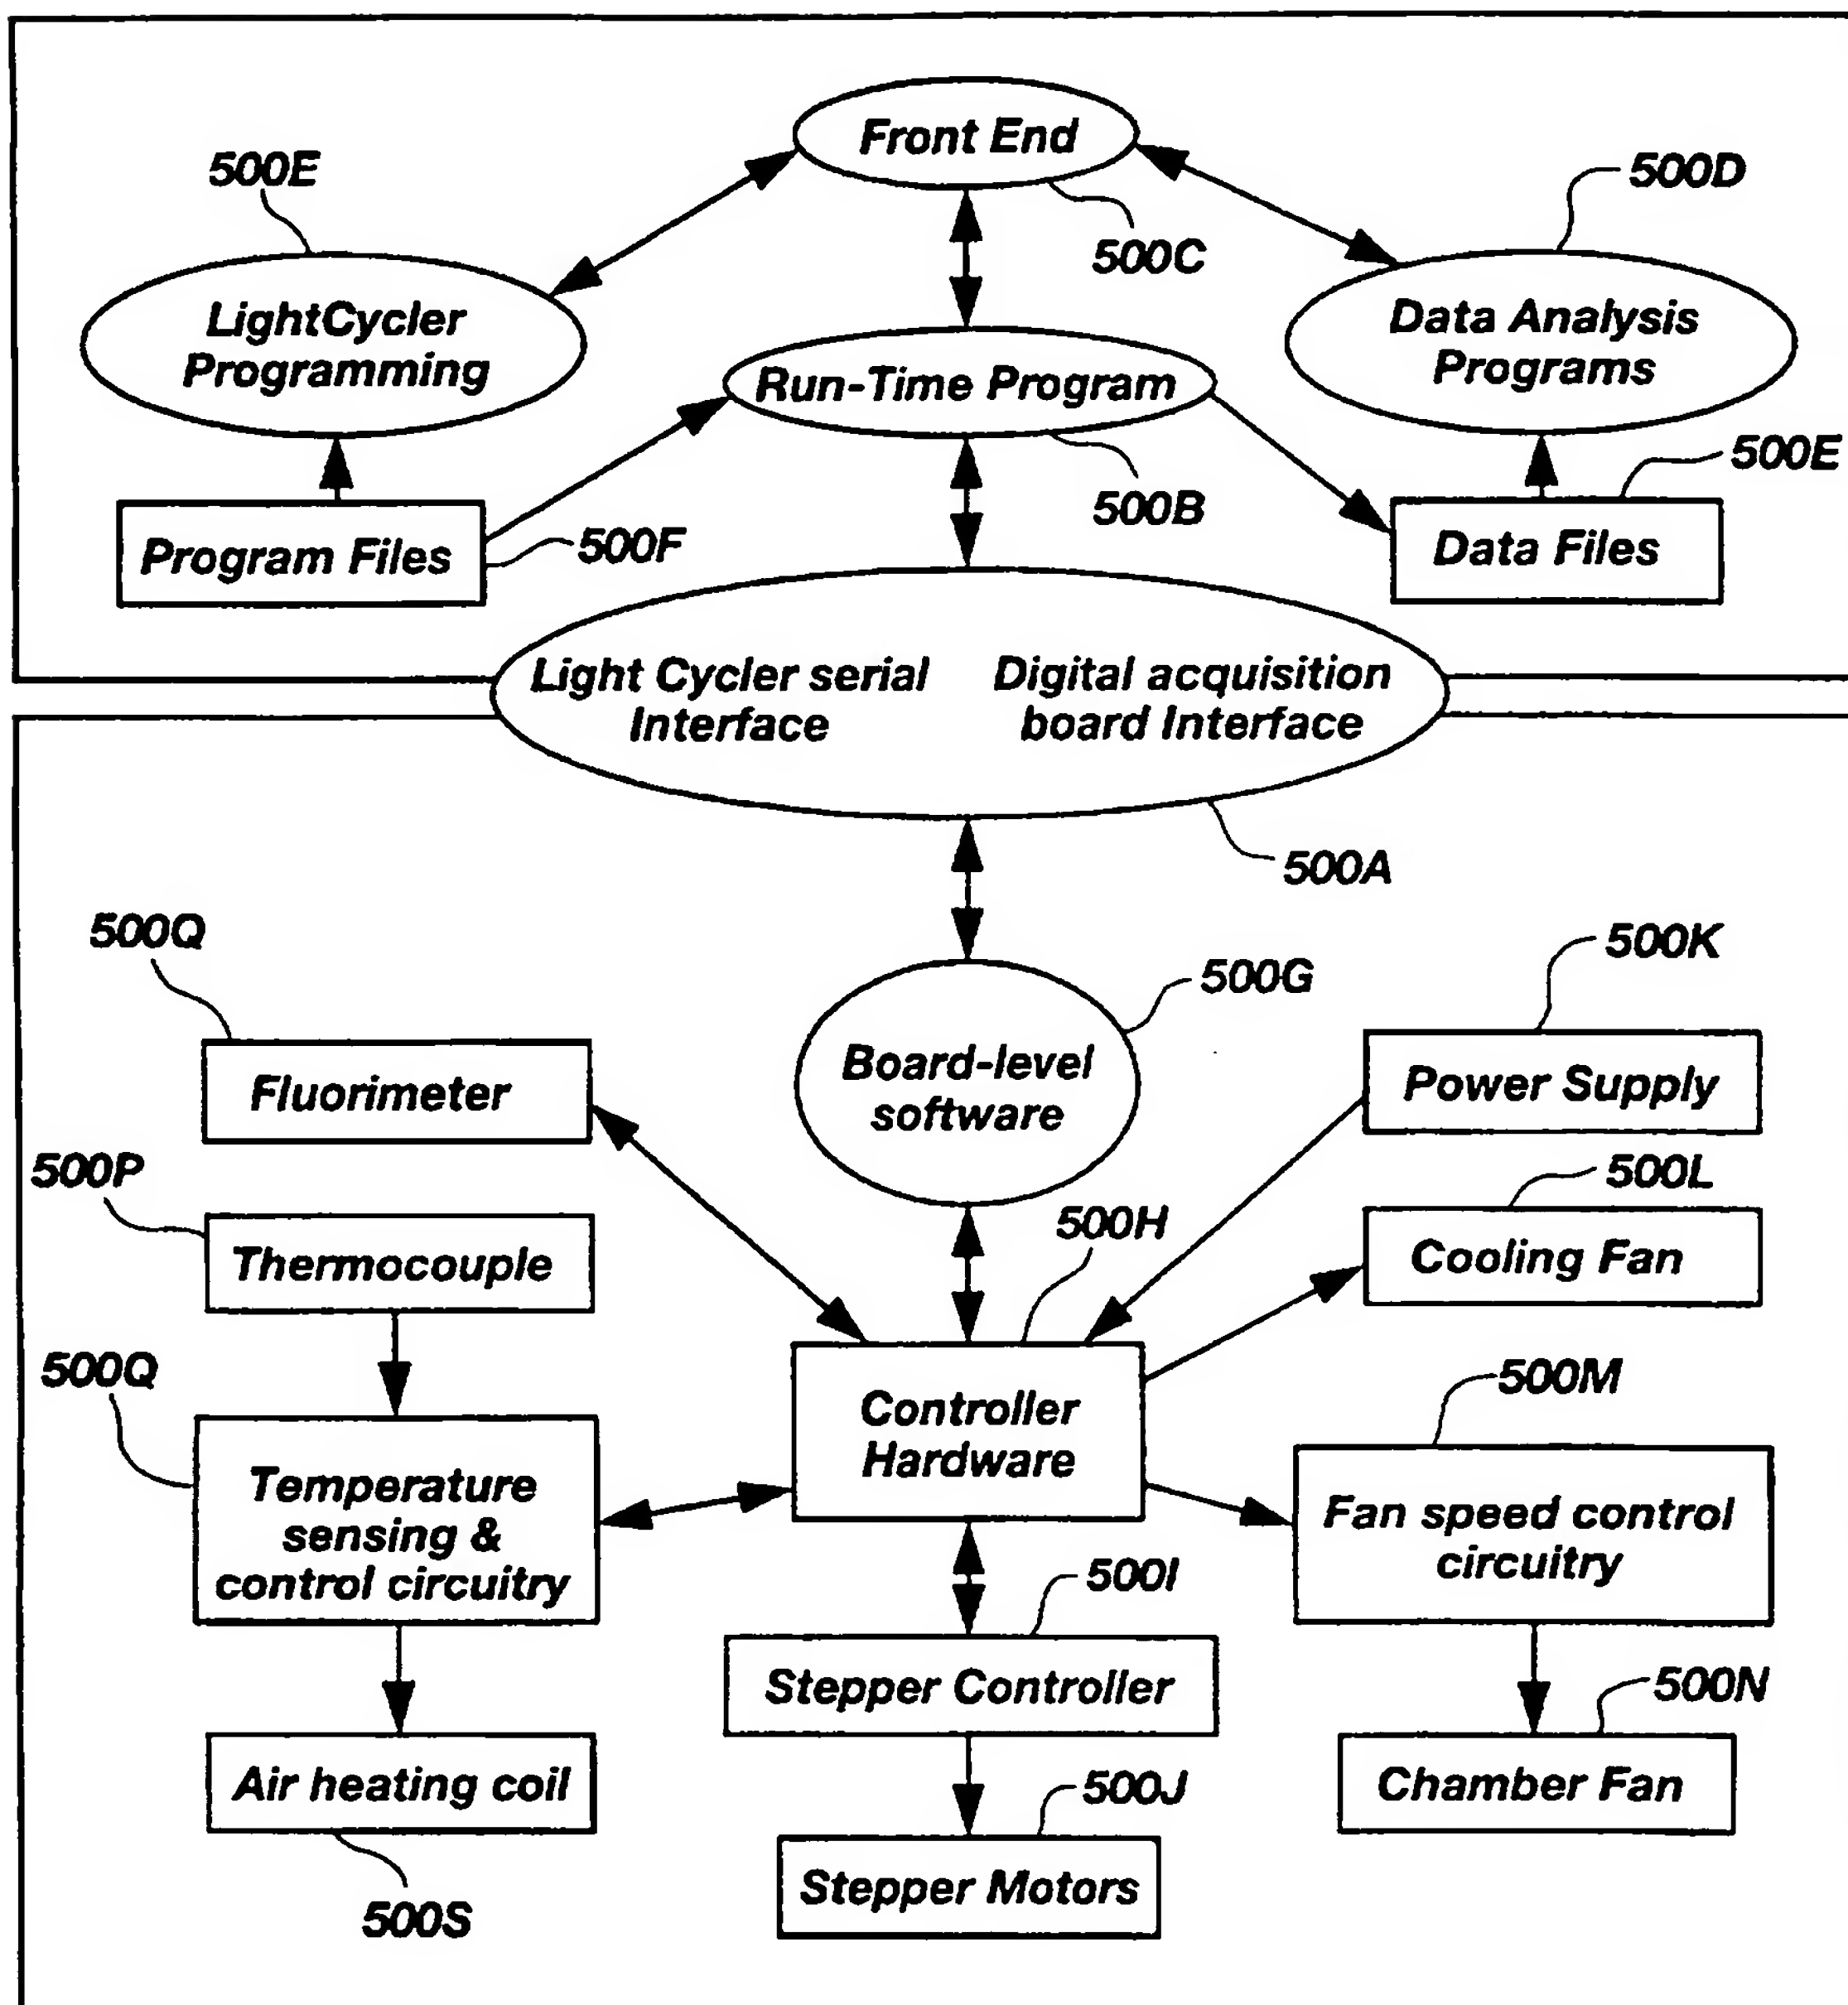 Front End
500E
500D
500C
LightCycler
Programming
Data Analysis
Programs
Run-Time Program
500E
500B
Program Files
500F
Data Files
Light Cycler serial
Interface
Digital acquisition
board Interface
500A
500Q
500K
500G
Fluorimeter
Board-level
software
Power Supply
500P
500L
500H
Thermocouple
Cooling Fan
500Q
500M
Controller
Hardware
Temperature
sensing &
control circuitry
Fan speed control
circuitry
500I
Stepper Controller
500N
Air heating coil
500J
Chamber Fan
Stepper Motors
500S